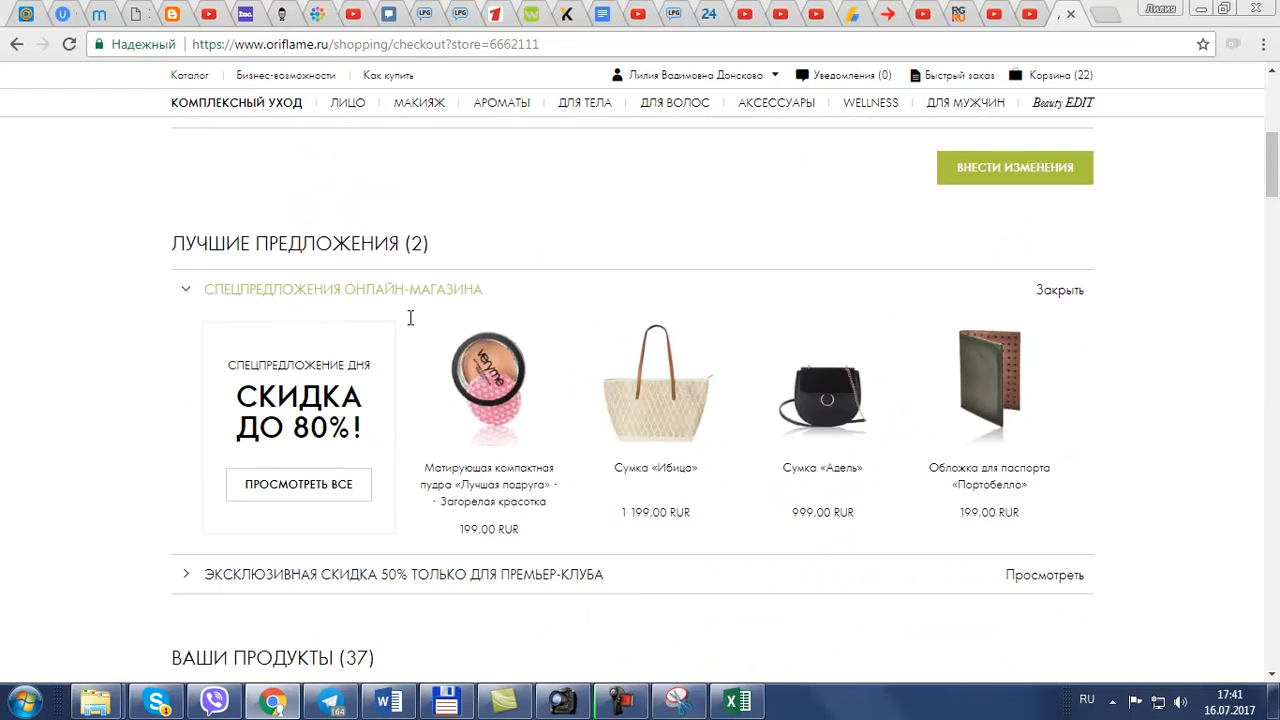 Лилия
Надежный https://www.oriflame.ru/shopping/checkout?store=6662111
Каталог Бизнес-возможности Как купить Лилия Вадимовна Донскова Уведомления (0) Быстрый заказ Корзина (22)
КОМПЛЕКСНЫЙ УХОД ЛИЦО МАКИЯЖ АРОМАТЫ ДЛЯ ТЕЛА ДЛЯ ВОЛОС АКСЕССУАРЫ WELLNESS ДЛЯ МУЖЧИН Beauty EDIT
ВНЕСТИ ИЗМЕНЕНИЯ
ЛУЧШИЕ ПРЕДЛОЖЕНИЯ (2)
СПЕЦПРЕДЛОЖЕНИЯ ОНЛАЙН-МАГАЗИНА Закрыть
СПЕЦПРЕДЛОЖЕНИЕ ДНЯ
СКИДКА
ДО 80%!
ПРОСМОТРЕТЬ ВСЕ
veryme
Матирующая компактная
пудра «Лучшая подруга» -
- Загорелая красотка
199,00 RUR
Сумка «Ибица»
1 199,00 RUR
Сумка «Адель»
999,00 RUR
Обложка для паспорта
«Портобелло»
199,00 RUR
ЭКСКЛЮЗИВНАЯ СКИДКА 50% ТОЛЬКО ДЛЯ ПРЕМЬЕР-КЛУБА Просмотреть
ВАШИ ПРОДУКТЫ (37)
164
RU
17:41
16.07.2017